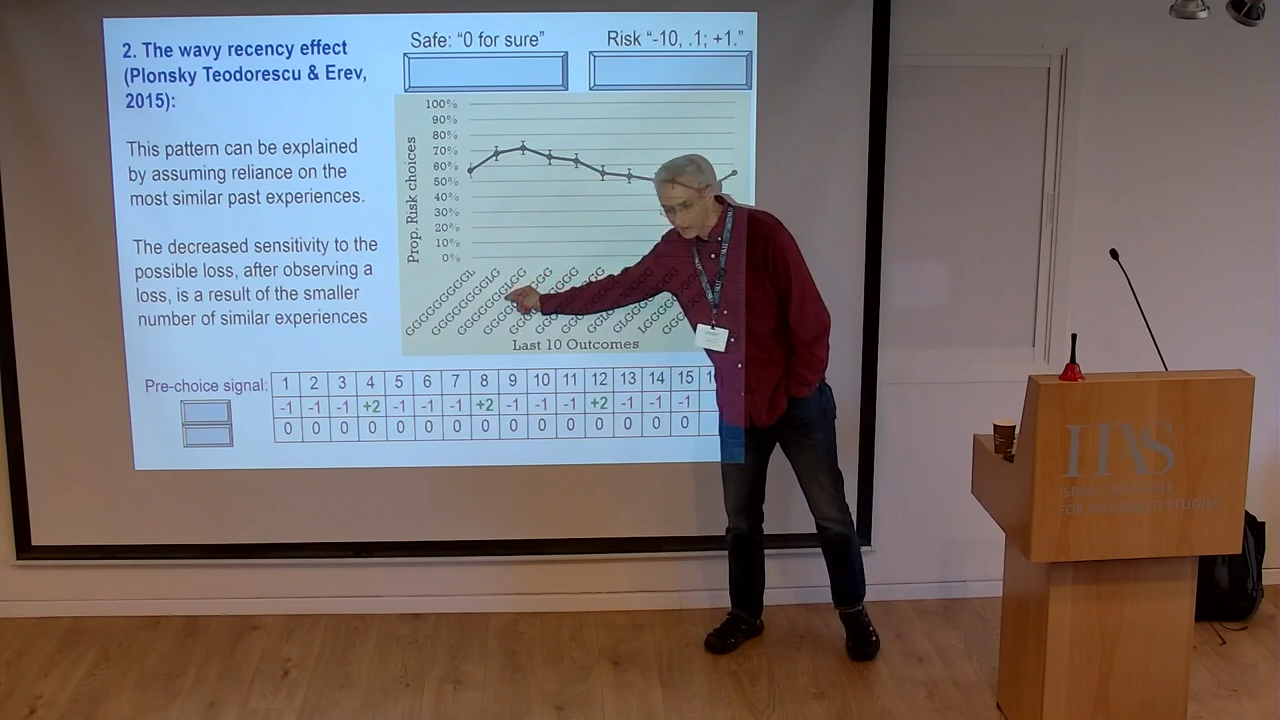 2. The wavy recency effect
(Plonsky Teodorescu & Erev,
2015):
This pattern can be explained
by assuming reliance on the
most similar past experiences.
The decreased sensitivity to the
possible loss, after observing a
loss, is a result of the smaller
number of similar experiences
Safe: “0 for sure”
Risk “-10, .1; +1.”
Prop. Risk choices
100%
90%
80%
70%
60%
50%
40%
30%
20%
10%
0%
GGGGGGGGGL
GGGGGGGGLG
GGGGGGGLGG
Last 10 Outcomes
Pre-choice signal:
1 2 3 4 5 6 7 8 9 10 11 12 13 14 15
-1 -1 -1 +2 -1 -1 -1 +2 -1 -1 -1 +2 -1 -1 -1
0 0 0 0 0 0 0 0 0 0 0 0 0 0 0
IIAS
ISRAEL INSTITUTE
FOR ADVANCED STUDIES